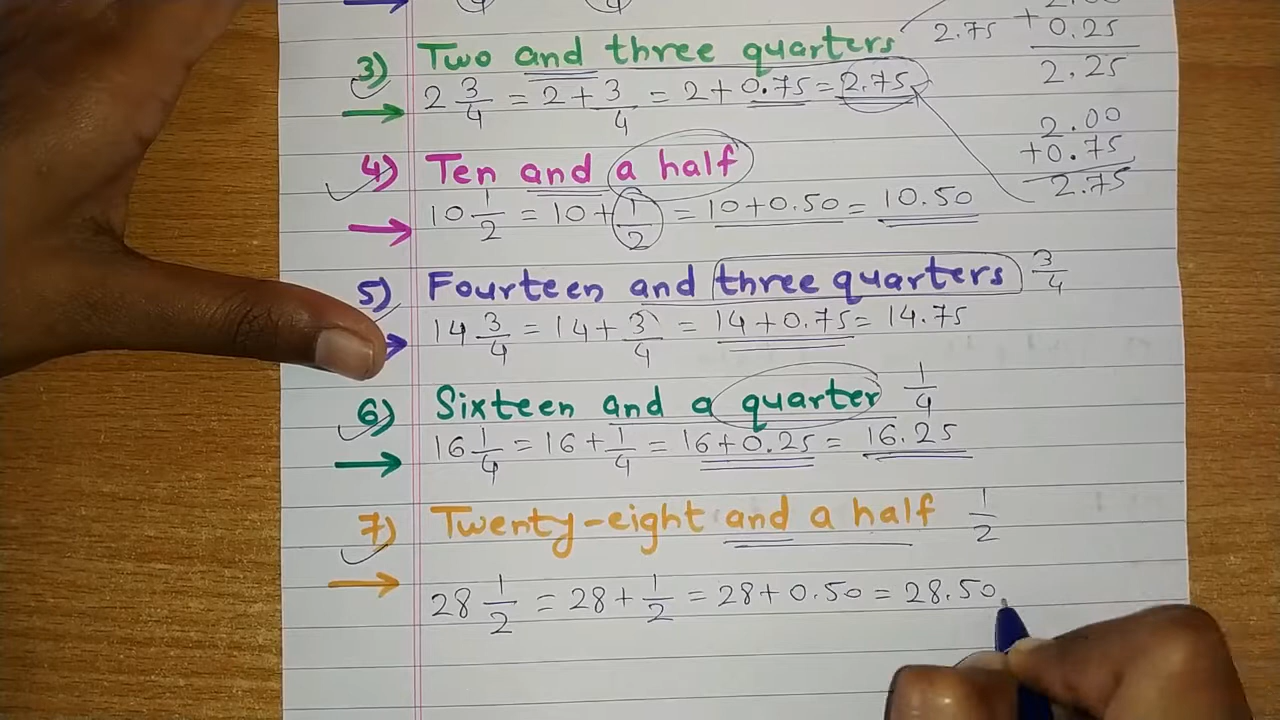 3) Two and three quarters
2 3/4 = 2 + 3/4 = 2 + 0.75 = 2.75
2.75
+ 0.25
2.25
2.00
+ 0.75
2.75
4) Ten and a half
10 1/2 = 10 + 1/2 = 10 + 0.50 = 10.50
5) Fourteen and three quarters 3/4
14 3/4 = 14 + 3/4 = 14 + 0.75 = 14.75
6) Sixteen and a quarter 1/4
16 1/4 = 16 + 1/4 = 16 + 0.25 = 16.25
7) Twenty-eight and a half 1/2
28 1/2 = 28 + 1/2 = 28 + 0.50 = 28.50